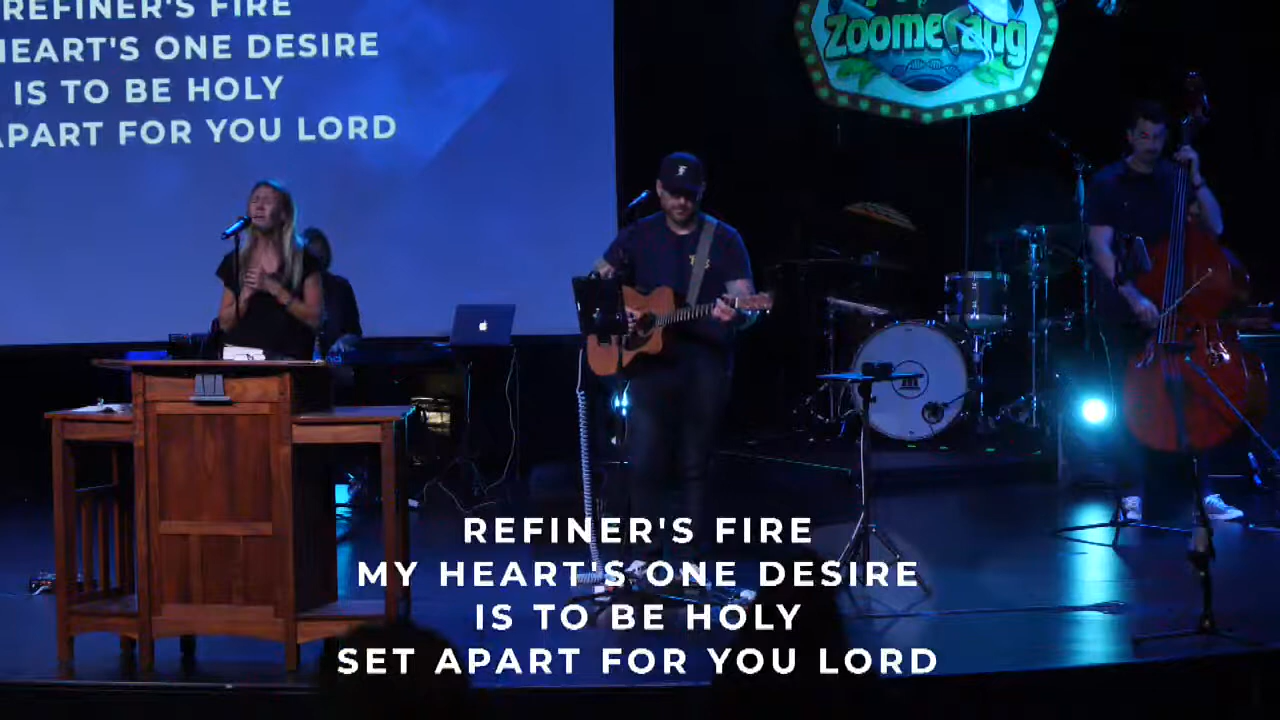 REFINER'S FIRE
HEART'S ONE DESIRE
IS TO BE HOLY
APART FOR YOU LORD
Zoomerang
REFINER'S FIRE
MY HEART'S ONE DESIRE
IS TO BE HOLY
SET APART FOR YOU LORD